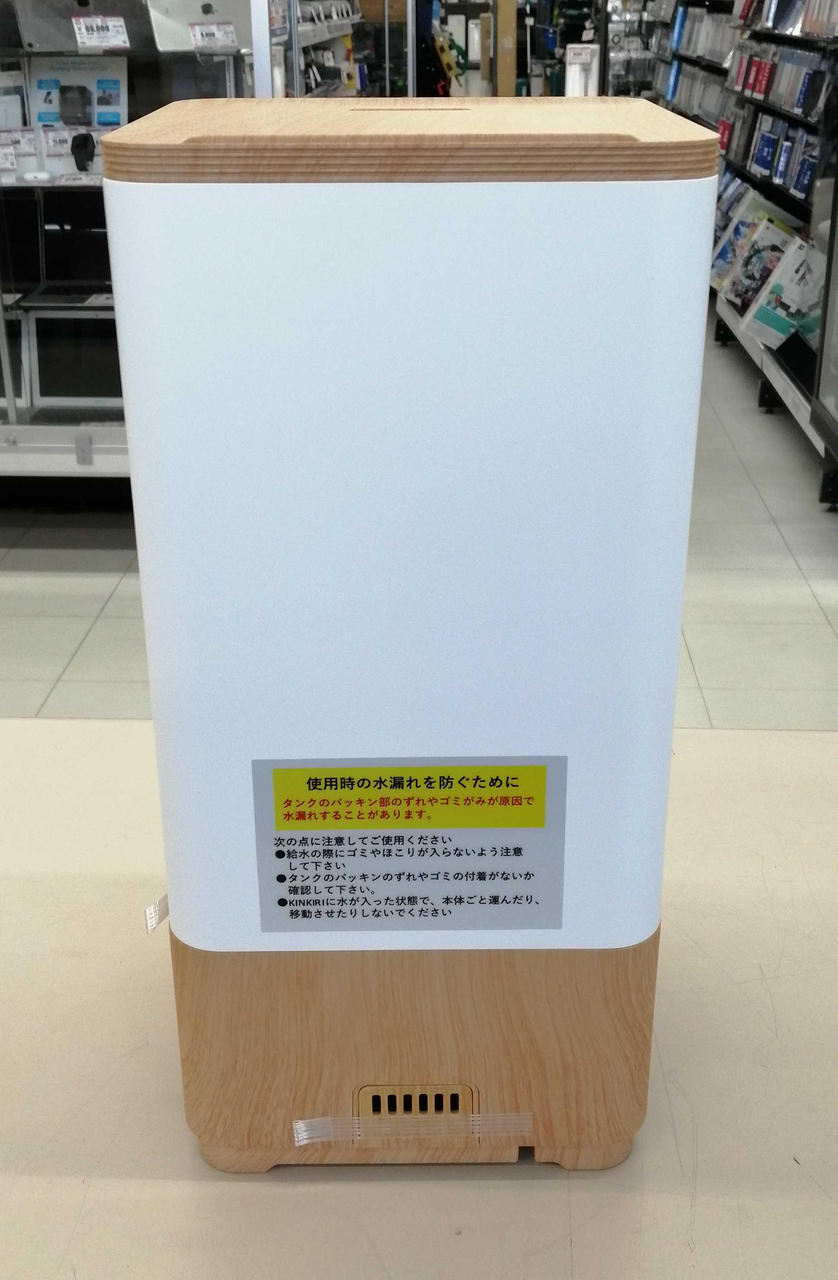 使用時の水漏れを防ぐために
タンクのパッキン部のずれやゴミがみが原因で
水漏れすることがあります。
次の点に注意してご使用ください
●給水の際にゴミやほこりが入らないよう注意
して下さい
●タンクのパッキンのずれやゴミの付着がないか
確認して下さい。
●KINKIRIに水が入った状態で、本体ごと運んだり、
移動させたりしないでください